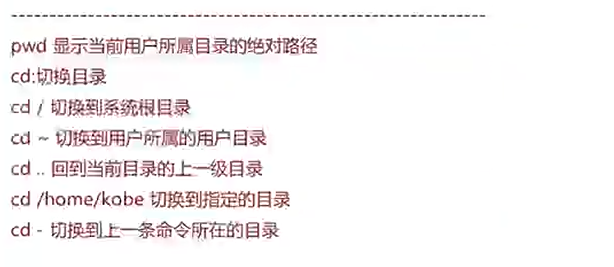 ------------------------------------------------------------
pwd 显示当前用户所属目录的绝对路径
cd:切换目录
cd / 切换到系统根目录
cd ~ 切换到用户所属的用户目录
cd .. 回到当前目录的上一级目录
cd /home/kobe 切换到指定的目录
cd - 切换到上一条命令所在的目录